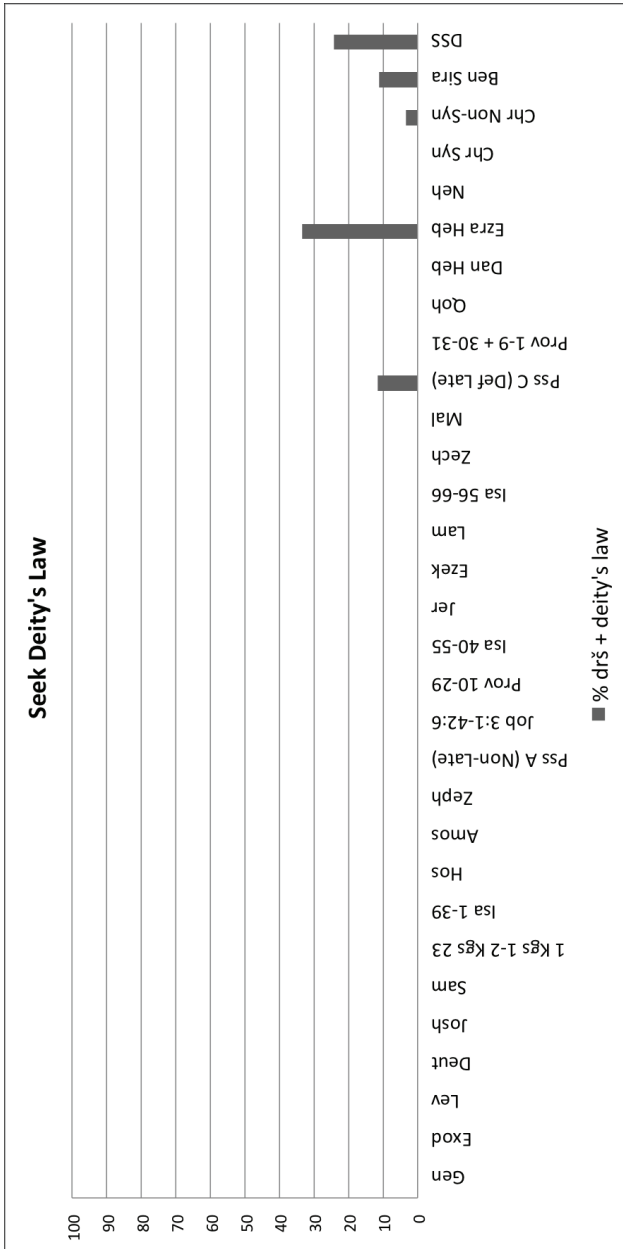 Seek Deity's Law
100
90
80
70
60
50
40
30
20
10
0
Gen
Exod
Lev
Deut
Josh
Sam
1 Kgs 1-2 Kgs 23
Isa 1-39
Hos
Amos
Zeph
Pss A (Non-Late)
Job 3:1-42:6
Prov 10-29
Isa 40-55
Jer
Ezek
Lam
Isa 56-66
Zech
Mal
Pss C (Def Late)
Prov 1-9 + 30-31
Qoh
Dan Heb
Ezra Heb
Neh
Chr Syn
Chr Non-Syn
Ben Sira
DSS
% drš + deity's law